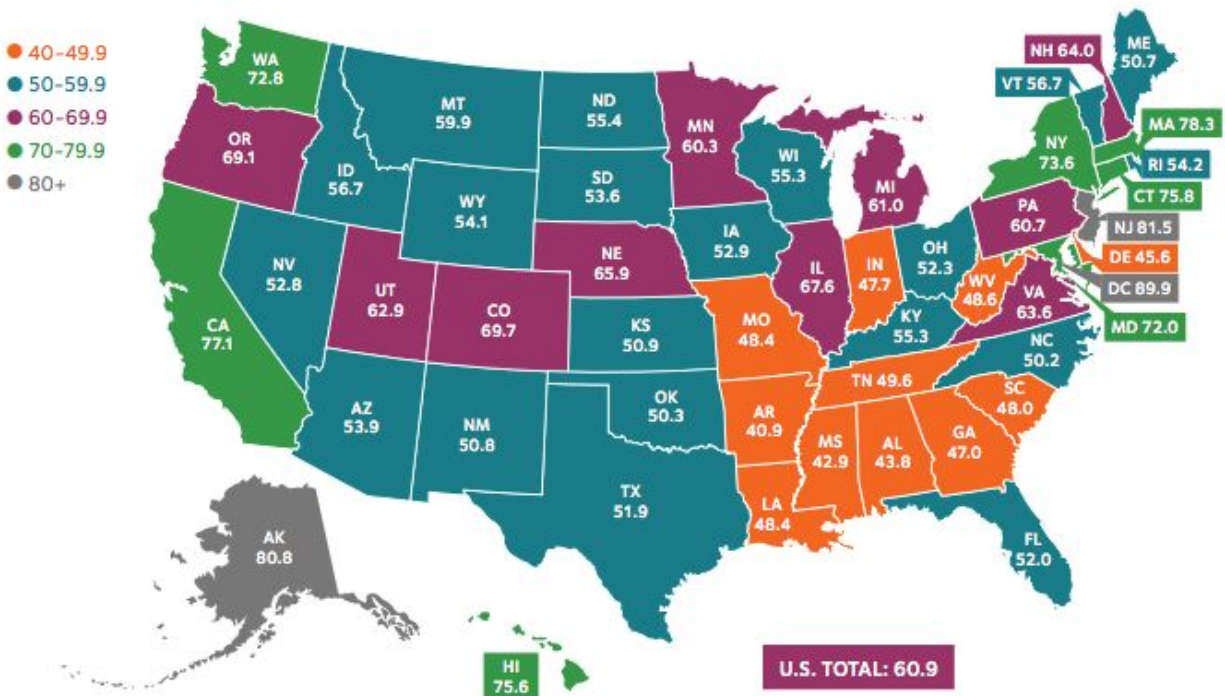 40-49.9
50-59.9
60-69.9
70-79.9
80+
WA
72.8
OR
69.1
CA
77.1
NV
52.8
ID
56.7
MT
59.9
WY
54.1
UT
62.9
CO
69.7
AZ
53.9
NM
50.8
ND
55.4
SD
53.6
NE
65.9
KS
50.9
OK
50.3
TX
51.9
MN
60.3
IA
52.9
MO
48.4
AR
40.9
LA
48.4
WI
55.3
IL
67.6
MI
61.0
IN
47.7
OH
52.3
KY
55.3
TN 49.6
MS
42.9
AL
43.8
GA
47.0
FL
52.0
SC
48.0
NC
50.2
VA
63.6
WV
48.6
PA
60.7
NY
73.6
VT 56.7
NH 64.0
ME
50.7
MA 78.3
RI 54.2
CT 75.8
NJ 81.5
DE 45.6
DC 89.9
MD 72.0
AK
80.8
HI
75.6
U.S. TOTAL: 60.9